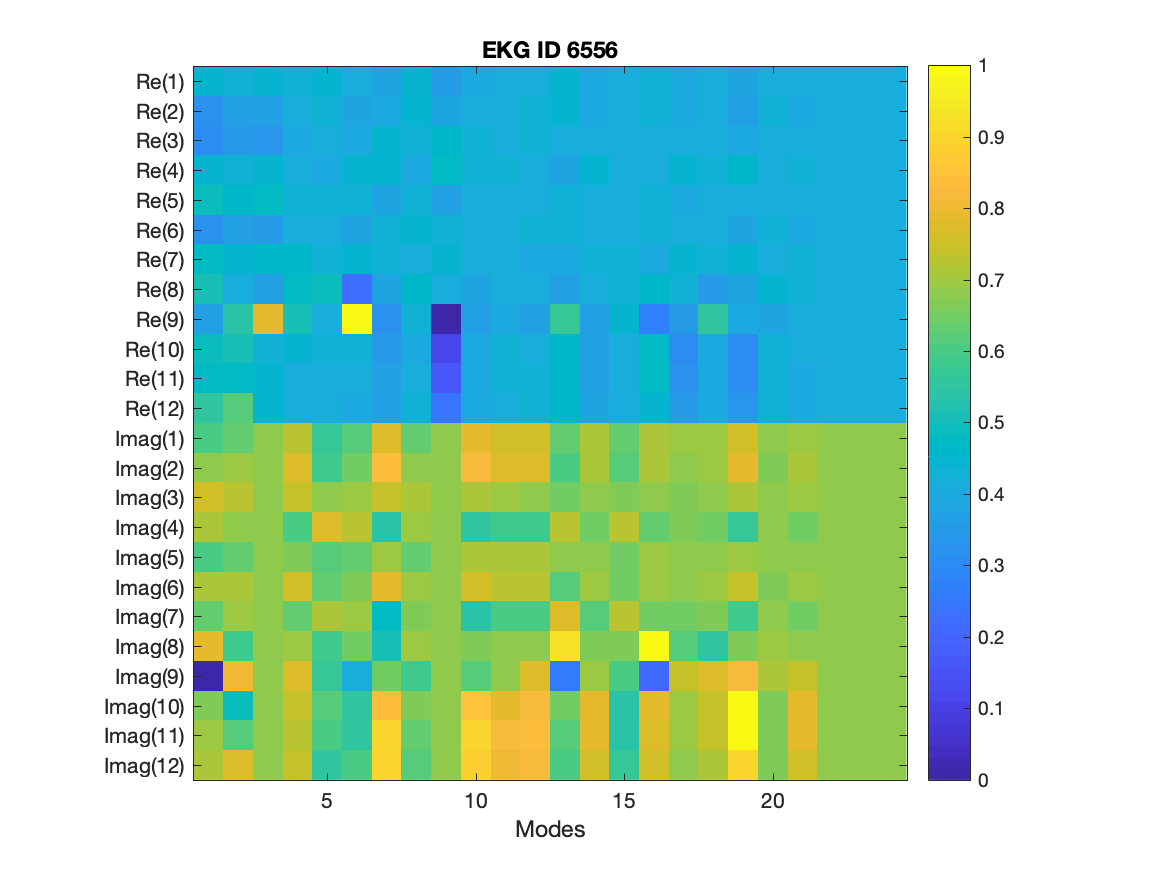 EKG ID 6556
Re(1)
Re(2)
Re(3)
Re(4)
Re(5)
Re(6)
Re(7)
Re(8)
Re(9)
Re(10)
Re(11)
Re(12)
Imag(1)
Imag(2)
Imag(3)
Imag(4)
Imag(5)
Imag(6)
Imag(7)
Imag(8)
Imag(9)
Imag(10)
Imag(11)
Imag(12)
5 10 15 20
Modes
1
0.9
0.8
0.7
0.6
0.5
0.4
0.3
0.2
0.1
0